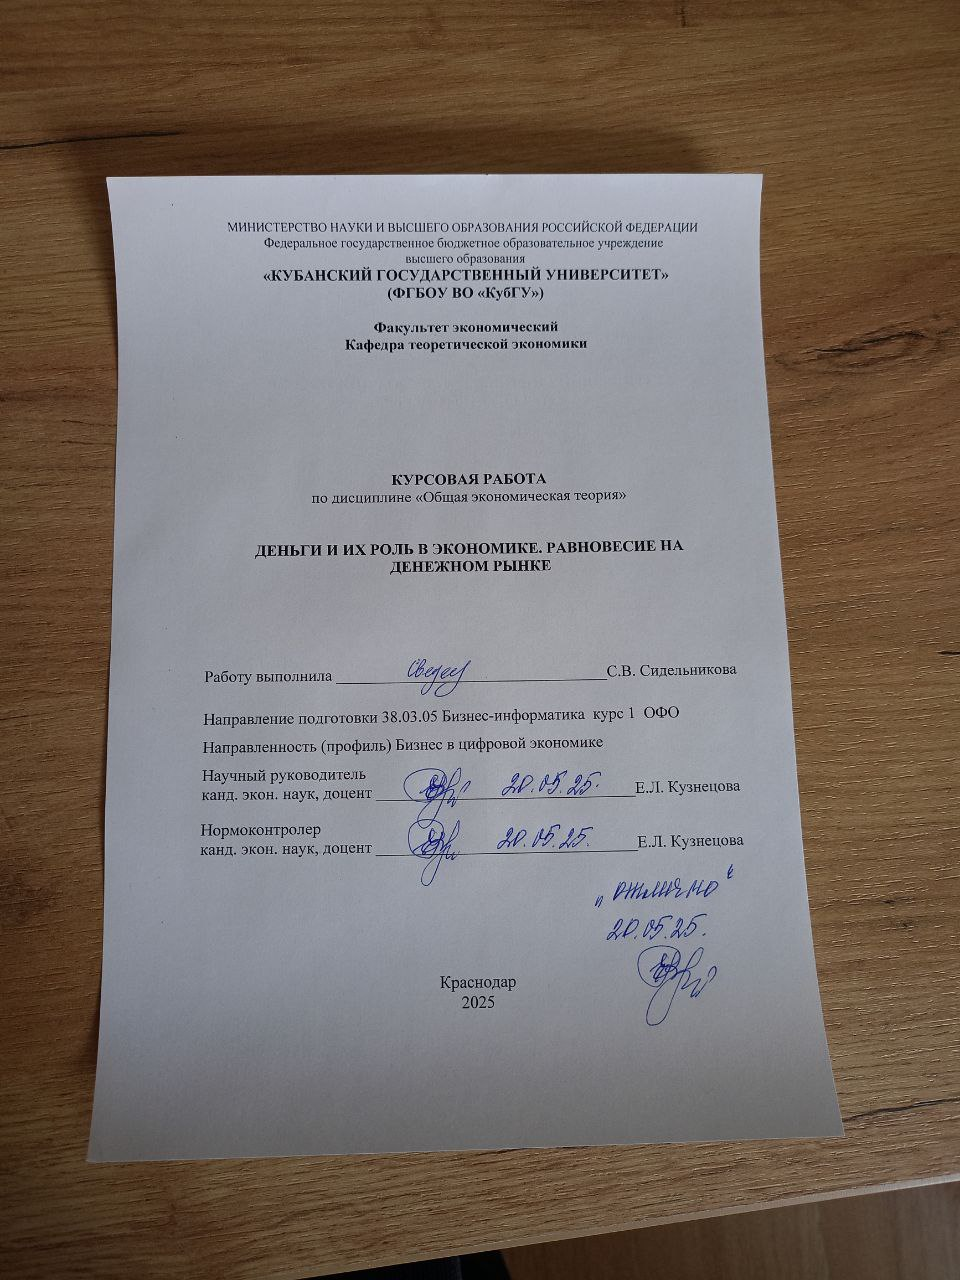 МИНИСТЕРСТВО НАУКИ И ВЫСШЕГО ОБРАЗОВАНИЯ РОССИЙСКОЙ ФЕДЕРАЦИИ
Федеральное государственное бюджетное образовательное учреждение
высшего образования
«КУБАНСКИЙ ГОСУДАРСТВЕННЫЙ УНИВЕРСИТЕТ»
(ФГБОУ ВО «КубГУ»)
Факультет экономический
Кафедра теоретической экономики
КУРСОВАЯ РАБОТА
по дисциплине «Общая экономическая теория»
ДЕНЬГИ И ИХ РОЛЬ В ЭКОНОМИКЕ. РАВНОВЕСИЕ НА
ДЕНЕЖНОМ РЫНКЕ
Работу выполнила С.В. Сидельникова
Направление подготовки 38.03.05 Бизнес-информатика курс 1 ОФО
Направленность (профиль) Бизнес в цифровой экономике
Научный руководитель
канд. экон. наук, доцент 20.05.25. Е.Л. Кузнецова
Нормоконтролер
канд. экон. наук, доцент 20.05.25. Е.Л. Кузнецова
„отлично“
20.05.25.
Краснодар
2025